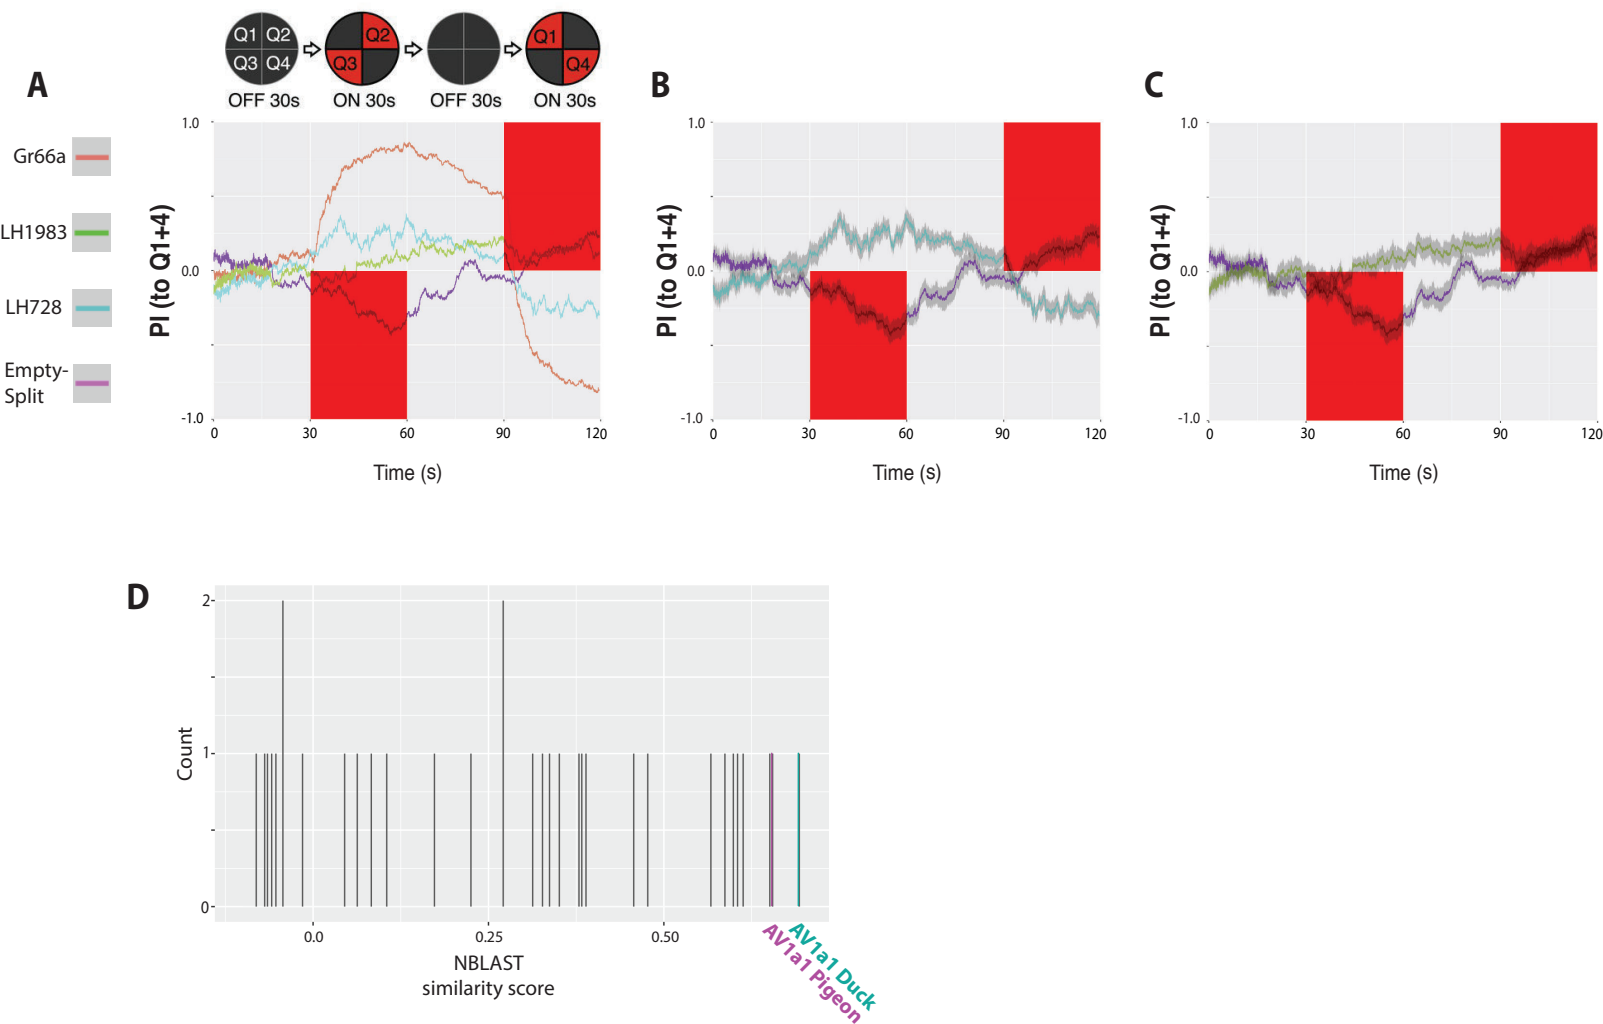 Q1 Q2
Q3 Q4
Q2
Q3
Q1
Q4
OFF 30s
ON 30s
OFF 30s
ON 30s
A
B
C
Gr66a
LH1983
LH728
Empty-
Split
PI (to Q1+4)
1.0
0.0
-1.0
0
30
60
90
120
Time (s)
PI (to Q1+4)
1.0
0.0
-1.0
0
30
60
90
120
Time (s)
PI (to Q1+4)
1.0
0.0
-1.0
0
30
60
90
120
Time (s)
D
Count
2
1
0
0.0
0.25
0.50
NBLAST
similarity score
AV1a1 Pigeon
AV1a1 Duck